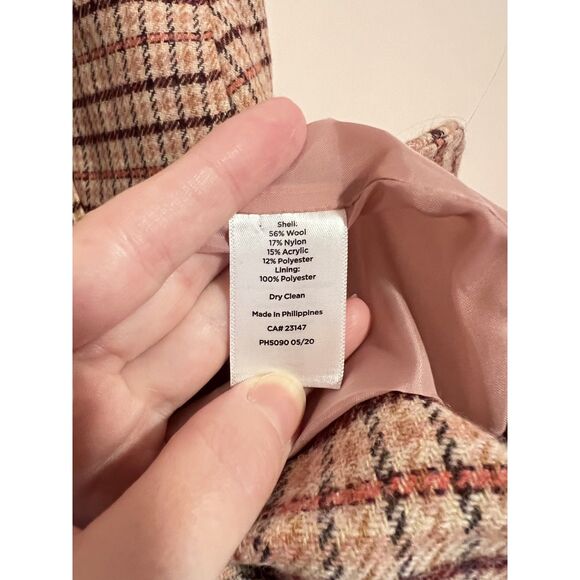 Shell:
56% Wool
17% Nylon
15% Acrylic
12% Polyester
Lining:
100% Polyester
Dry Clean
Made in Philippines
CA# 23147
PH5090 05/20